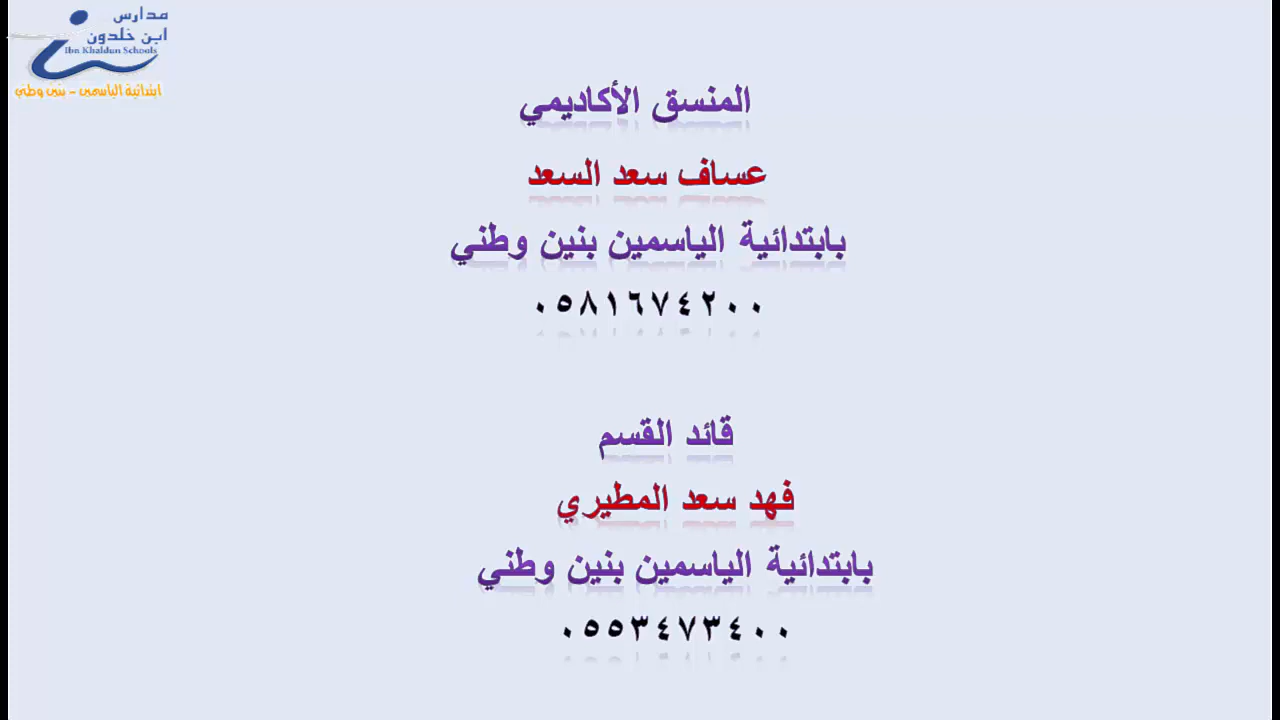 مدارس
ابن خلدون
Ibn Khaldun Schools
ابتدائية الياسمين - بنين وطني
المنسق الأكاديمي
عساف سعد السعد
بابتدائية الياسمين بنين وطني
٠٥٨١٦٧٤٢٠٠
قائد القسم
فهد سعد المطيري
بابتدائية الياسمين بنين وطني
٠٥٥٣٤٧٣٤٠٠